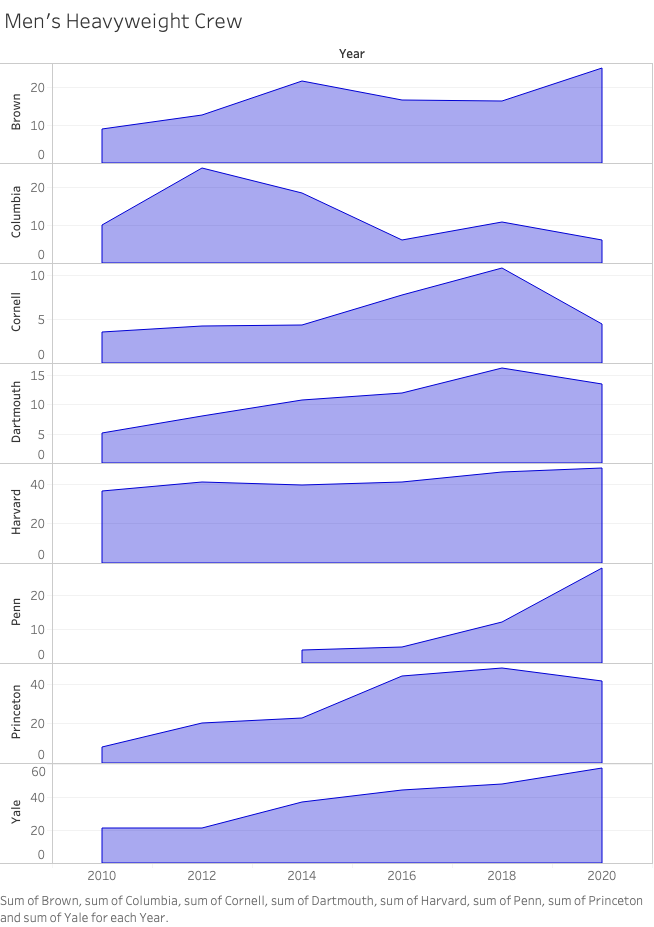 Men's Heavyweight Crew
Year
Brown
20
10
0
Columbia
20
10
0
Cornell
10
5
0
Dartmouth
15
10
5
0
Harvard
40
20
0
Penn
20
10
0
Princeton
40
20
0
Yale
60
40
20
0
2010 2012 2014 2016 2018 2020
Sum of Brown, sum of Columbia, sum of Cornell, sum of Dartmouth, sum of Harvard, sum of Penn, sum of Princeton
and sum of Yale for each Year.